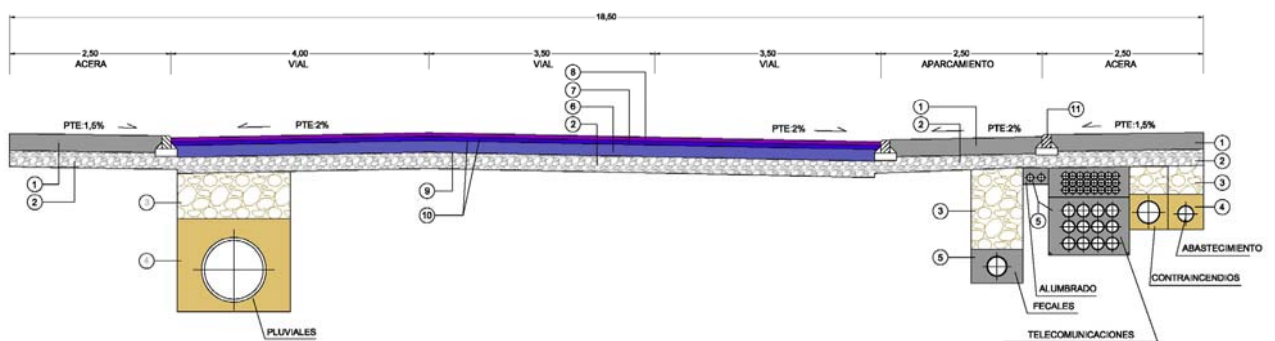 18,50
2,50 4,00 3,50 3,50 2,50 2,50
ACERA VIAL VIAL VIAL APARCAMIENTO ACERA
8
7
6
2
1
2
11
PTE:1,5% PTE:2% PTE:2% PTE:2% PTE:1,5%
1
2
9
10
1
2
3
4
3
4
3
5
5
PLUVIALES
ABASTECIMIENTO
CONTRAINCENDIOS
ALUMBRADO
FECALES
TELECOMUNICACIONES